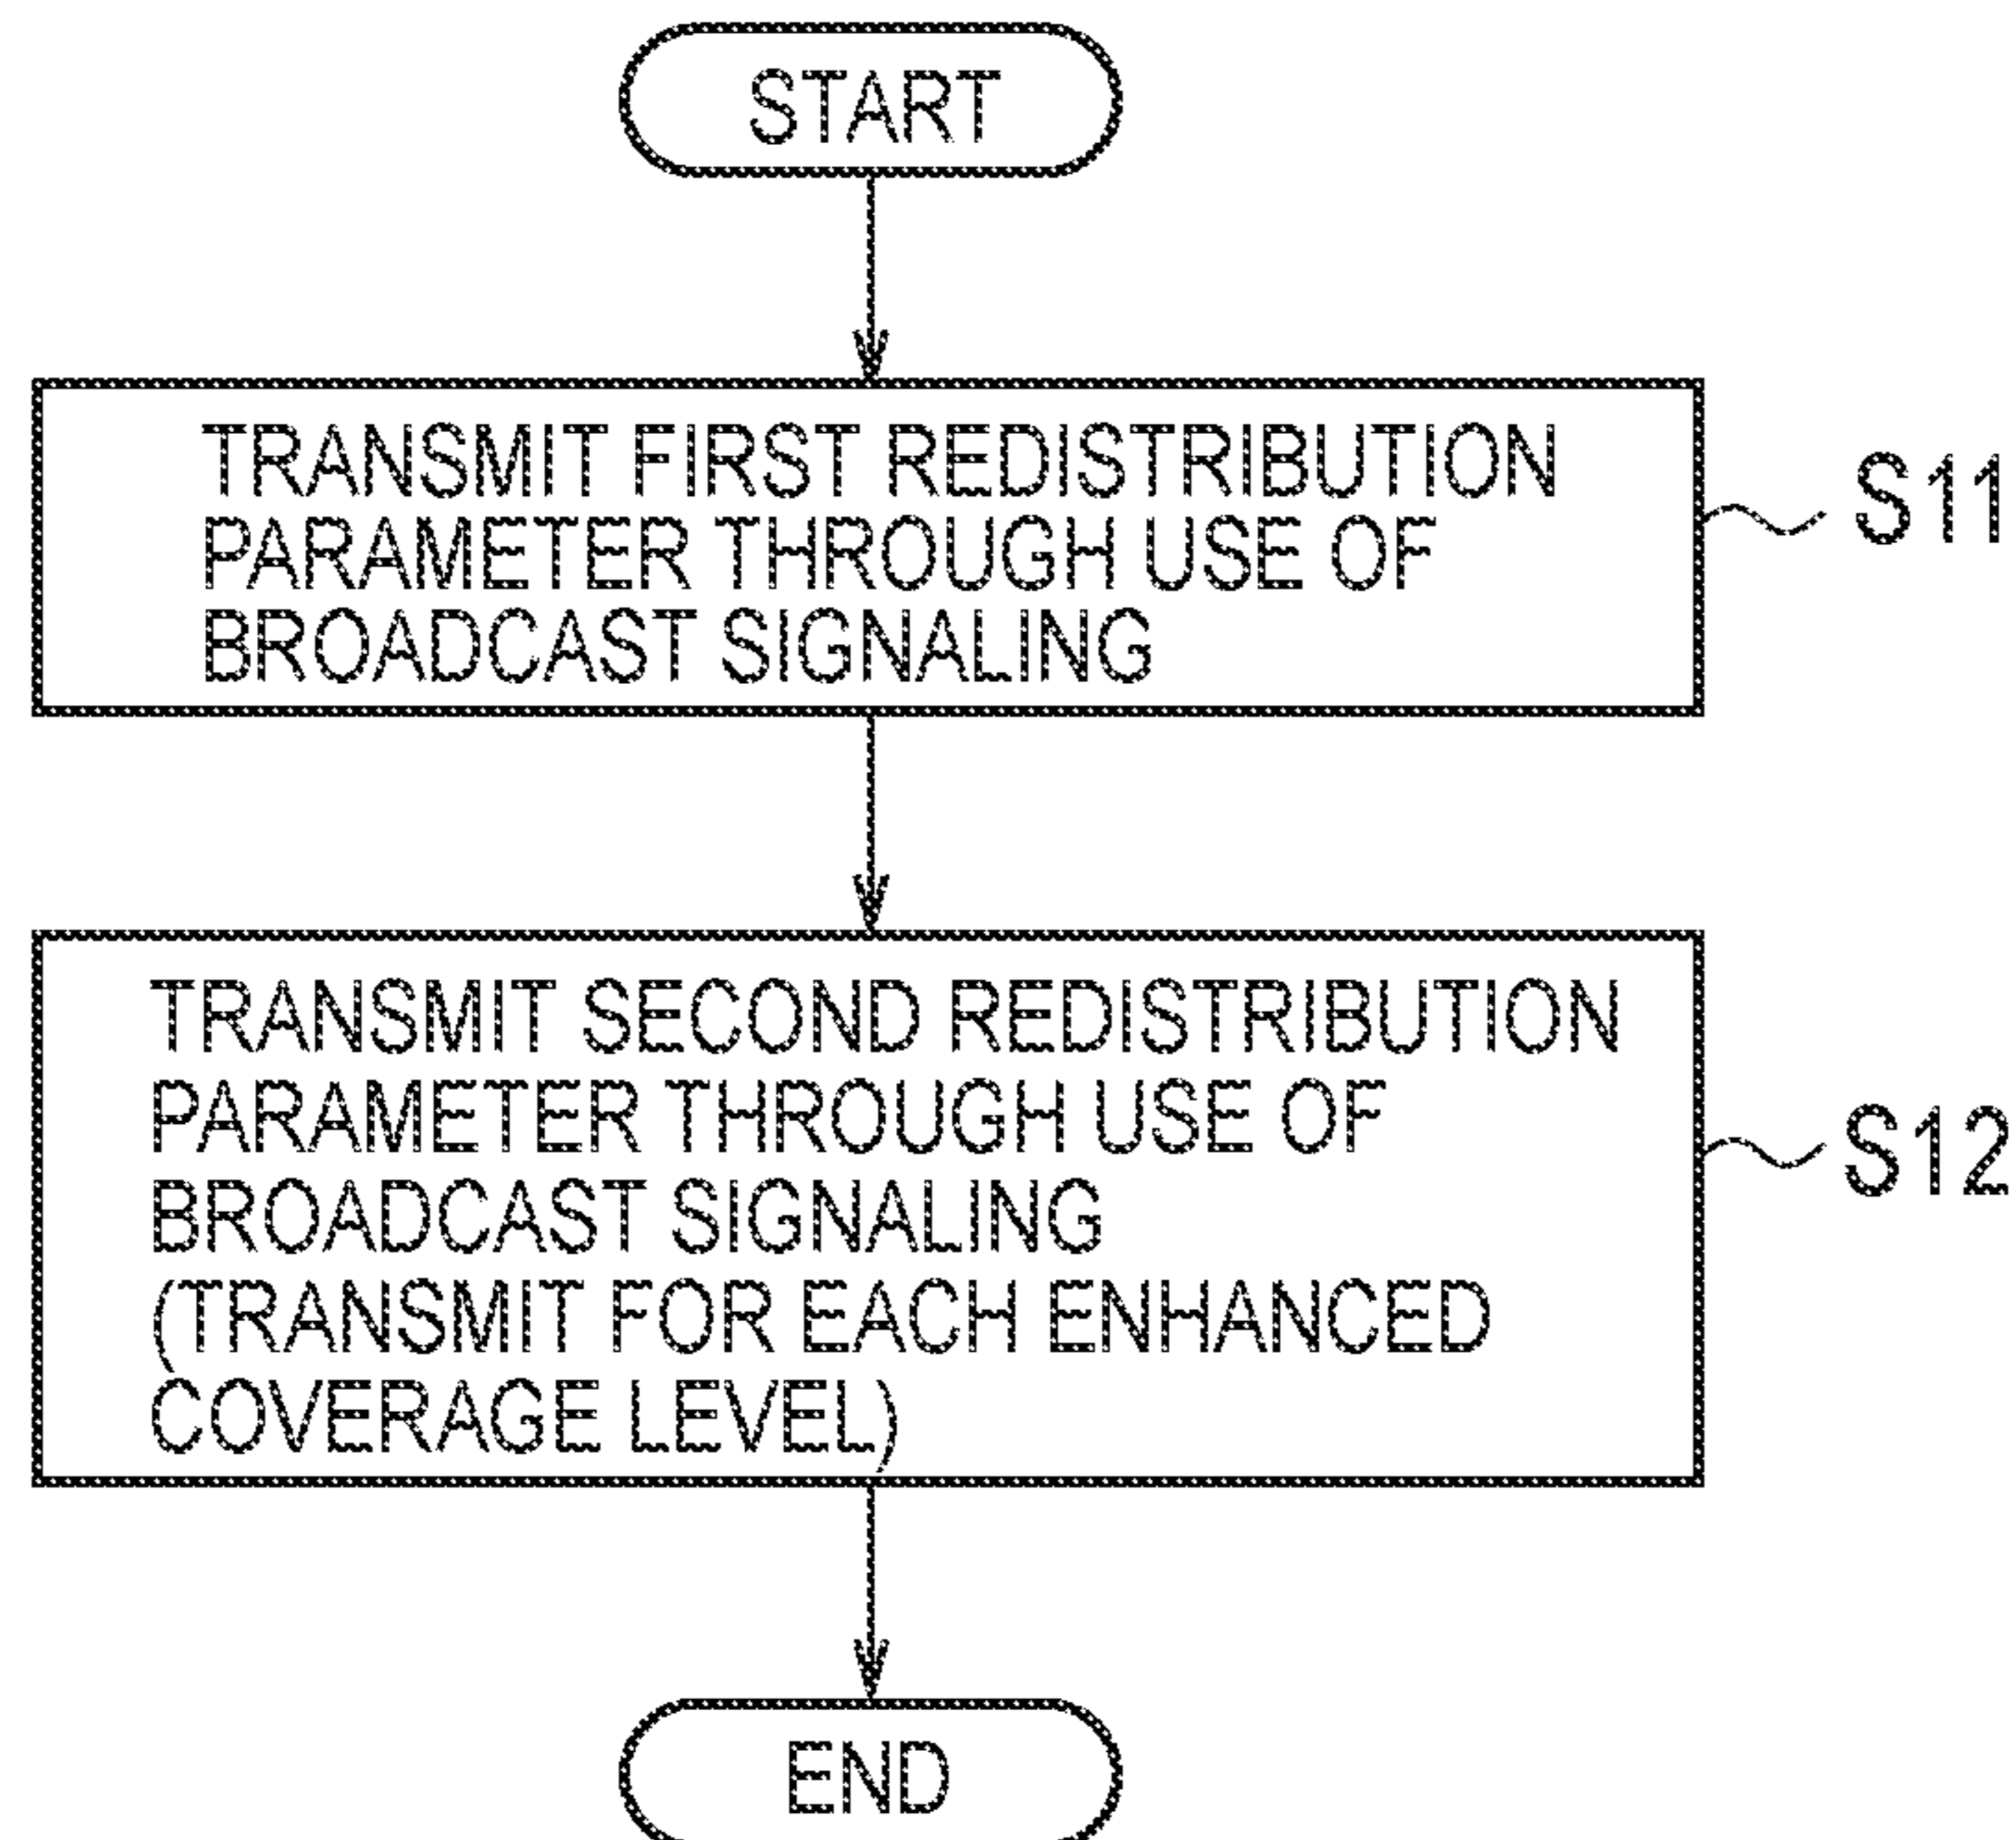 START
TRANSMIT FIRST REDISTRIBUTION
PARAMETER THROUGH USE OF
BROADCAST SIGNALING
S11
TRANSMIT SECOND REDISTRIBUTION
PARAMETER THROUGH USE OF
BROADCAST SIGNALING
(TRANSMIT FOR EACH ENHANCED
COVERAGE LEVEL)
S12
END